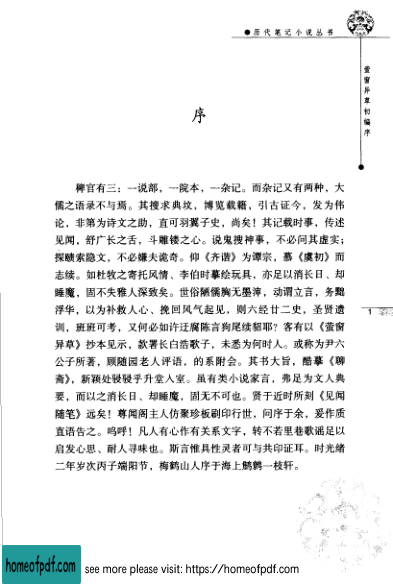 ●历代笔记小说丛书
萤窗异草初编序
序
稗官有三：一说部，一院本，一杂记。而杂记又有两种，大
儒之语录不与焉。其搜求典坟，博览载籍，引古证今，发为伟
论，非第为诗文之助，直可羽翼子史，尚矣！其记载时事，传述
见闻，舒广长之舌，斗雕镂之心。说鬼搜神事，不必问其虚实；
探赜索隐文，不必嫌夫诡奇。仰《齐谐》为谭宗，慕《虞初》而
志续。如杜牧之寄托风情、李伯时摹绘玩具，亦足以消长日、却
睡魔，固不失雅人深致矣。世俗陋儒胸无墨渖，动谓立言，务黜
浮华，以为补救人心、挽回风气起见，则六经廿二史，圣贤遗
训，班班可考，又何必如许迂腐陈言狗尾续貂耶？客有以《萤窗
异草》抄本见示，款署长白浩歌子，未悉为何时人。或称为尹六
公子所著，顾随园老人评语，的系附会。其书大旨，酷摹《聊
斋》，新颖处骎骎乎升堂入室。虽有类小说家言，弗足为文人典
要，而以之消长日、却睡魔，固无不可也。贤于近时所刻《见闻
随笔》远矣！尊闻阁主人仿聚珍板刷印行世，问序于余，爰作质
直语告之。呜呼！凡人有心作有关系文字，转不若里巷歌谣足以
启发心思、耐人寻味也。斯言惟具性灵者可与共印证耳。时光绪
二年岁次丙子端阳节，梅鹤山人序于海上鹪鹩一枝轩。
1
homeofpdf.com
see more please visit: https://homeofpdf.com